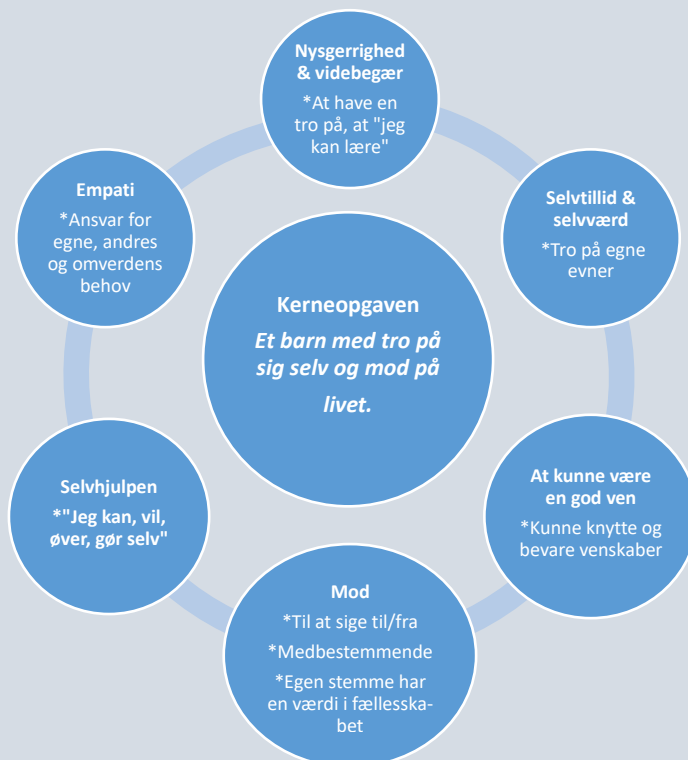 Nysgerrighed
& videbegær
*At have en
tro på, at "jeg
kan lære"
Selvtillid &
selvværd
*Tro på egne
evner
At kunne være
en god ven
*Kunne knytte og
bevare venskaber
Mod
*Til at sige til/fra
*Medbestemmende
*Egen stemme har
en værdi i fællesska-
bet
Selvhjulpen
*"Jeg kan, vil,
øver, gør selv"
Empati
*Ansvar for
egne, andres
og omverdens
behov
Kerneopgaven
Et barn med tro på
sig selv og mod på
livet.